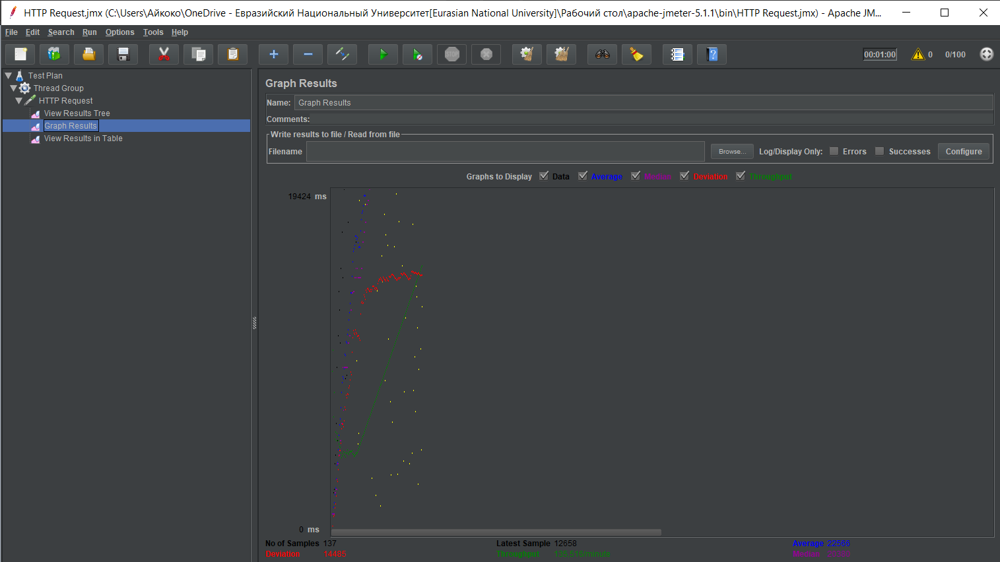 HTTP Request.jmx (C:\Users\Айкоко\OneDrive - Евразийский Национальный Университет[Eurasian National University]\Рабочий стол\apache-jmeter-5.1.1\bin\HTTP Request.jmx) - Apache JM...
File Edit Search Run Options Tools Help
STOP
00:01:00 0 0/100
Test Plan
Thread Group
HTTP Request
View Results Tree
Graph Results
View Results in Table
Graph Results
Name: Graph Results
Comments:
Write results to file / Read from file
Filename Browse... Log/Display Only: Errors Successes Configure
Graphs to Display Data Average Median Deviation Throughput
19424 ms
0 ms
No of Samples 137 Latest Sample 12658 Average 22566
Deviation 14485 Throughput 135,516/minute Median